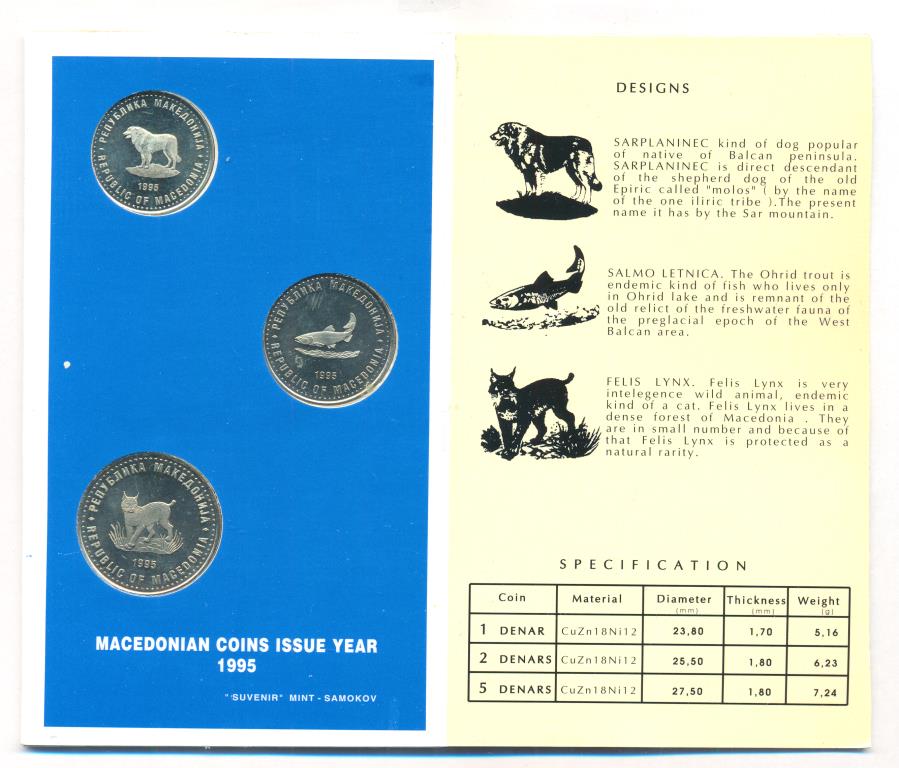 РЕПУБЛИКА МАКЕДОНИЈА
1995
REPUBLIC OF MACEDONIA
РЕПУБЛИКА МАКЕДОНИЈА
1995
REPUBLIC OF MACEDONIA
РЕПУБЛИКА МАКЕДОНИЈА
1995
REPUBLIC OF MACEDONIA
MACEDONIAN COINS ISSUE YEAR
1995
"SUVENIR" MINT - SAMOKOV
DESIGNS
SARPLANINEC kind of dog popular
of native of Balcan peninsula.
SARPLANINEC is direct descendant
of the shepherd dog of the old
Epiric called "molos" ( by the name
of the one iliric tribe ).The present
name it has by the Sar mountain.
SALMO LETNICA. The Ohrid trout is
endemic kind of fish who lives only
in Ohrid lake and is remnant of the
old relict of the freshwater fauna of
the preglacial epoch of the West
Balcan area.
FELIS LYNX. Felis Lynx is very
intelegence wild animal, endemic
kind of a cat. Felis Lynx lives in a
dense forest of Macedonia . They
are in small number and because of
that Felis Lynx is protected as a
natural rarity.
SPECIFICATION
Coin Material Diameter (mm) Thickness (mm) Weight (g)
1 DENAR CuZn18Ni12 23,80 1,70 5,16
2 DENARS CuZn18Ni12 25,50 1,80 6,23
5 DENARS CuZn18Ni12 27,50 1,80 7,24